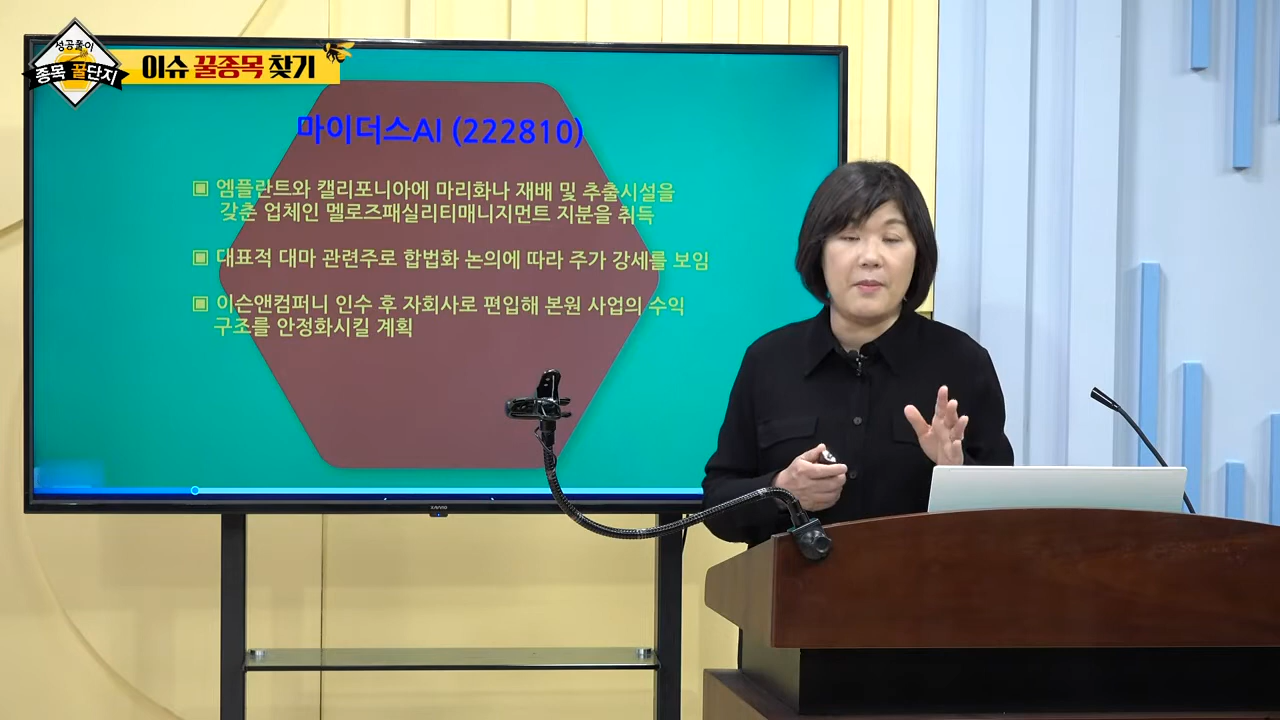 성공풀이
종목 꿀단지
이슈 꿀종목 찾기
마이더스AI (222810)
▣ 엠플란트와 캘리포니아에 마리화나 재배 및 추출시설을
갖춘 업체인 멜로즈패실리티매니지먼트 지분을 취득
▣ 대표적 대마 관련주로 합법화 논의에 따라 주가 강세를 보임
▣ 이슨앤컴퍼니 인수 후 자회사로 편입해 본원 사업의 수익
구조를 안정화시킬 계획